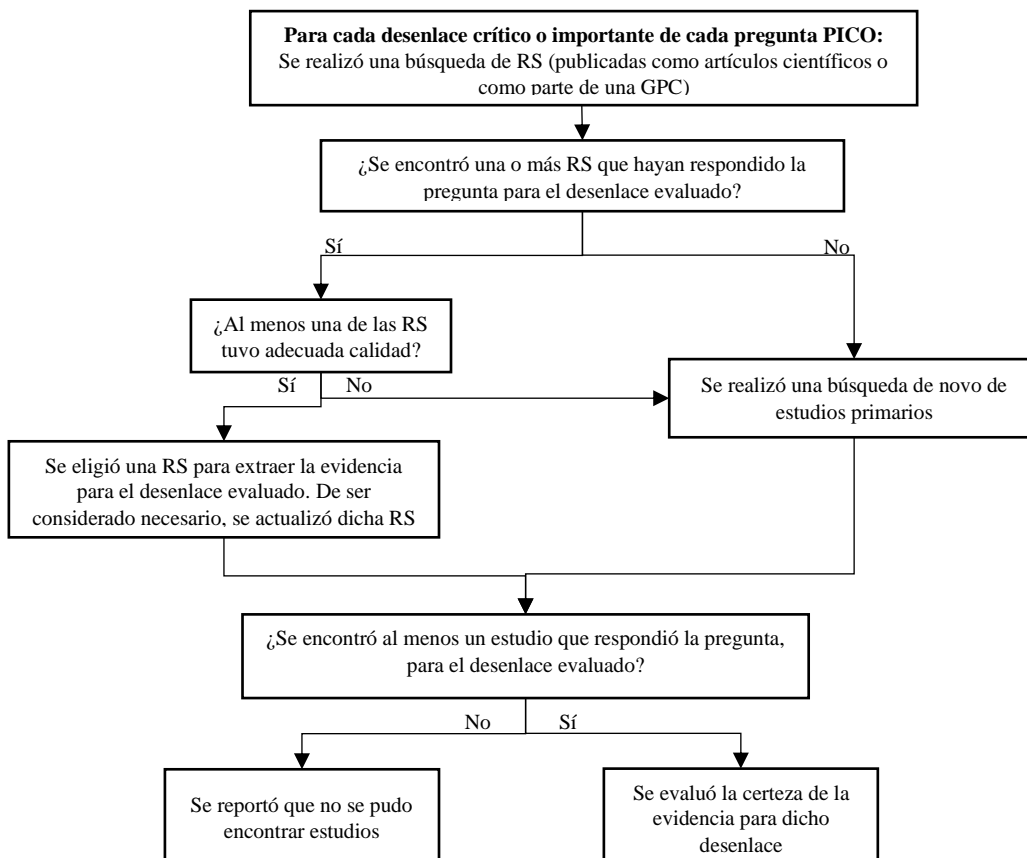 Para cada desenlace crítico o importante de cada pregunta PICO:
Se realizó una búsqueda de RS (publicadas como artículos científicos o
como parte de una GPC)
¿Se encontró una o más RS que hayan respondido la
pregunta para el desenlace evaluado?
Sí
No
¿Al menos una de las RS
tuvo adecuada calidad?
Sí
No
Se realizó una búsqueda de novo de
estudios primarios
Se eligió una RS para extraer la evidencia
para el desenlace evaluado. De ser
considerado necesario, se actualizó dicha RS
¿Se encontró al menos un estudio que respondió la pregunta,
para el desenlace evaluado?
No
Sí
Se reportó que no se pudo
encontrar estudios
Se evaluó la certeza de la
evidencia para dicho
desenlace